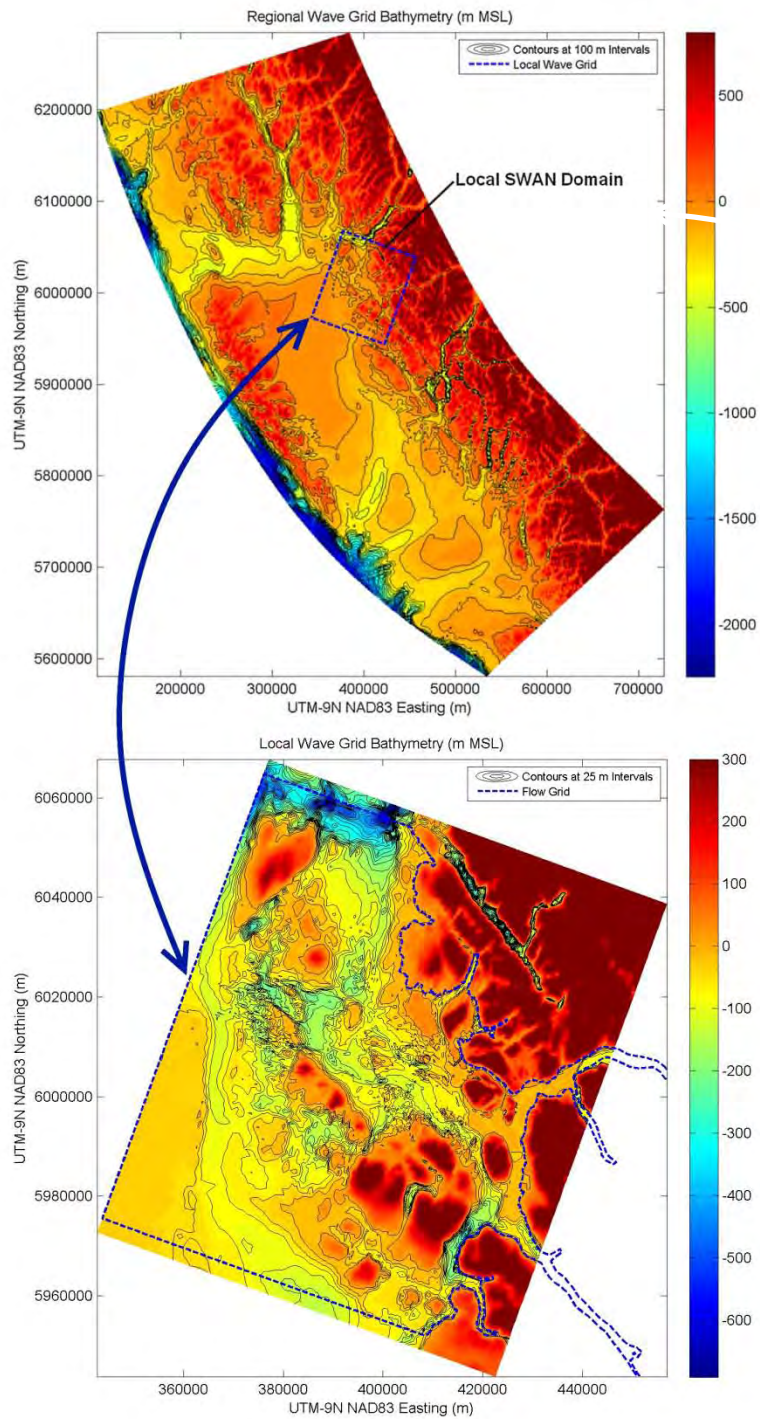 Regional Wave Grid Bathymetry (m MSL)
Contours at 100 m Intervals
Local Wave Grid
Local SWAN Domain
6200000
6100000
6000000
5900000
5800000
5700000
5600000
UTM-9N NAD83 Northing (m)
200000 300000 400000 500000 600000 700000
UTM-9N NAD83 Easting (m)
500
0
-500
-1000
-1500
-2000
Local Wave Grid Bathymetry (m MSL)
Contours at 25 m Intervals
Flow Grid
6060000
6040000
6020000
6000000
5980000
5960000
UTM-9N NAD83 Northing (m)
360000 380000 400000 420000 440000
UTM-9N NAD83 Easting (m)
300
200
100
0
-100
-200
-300
-400
-500
-600